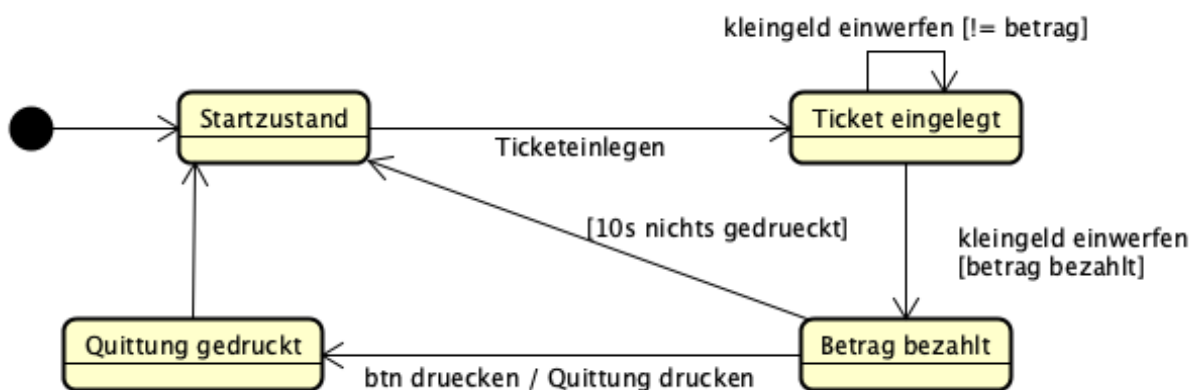 kleingeld einwerfen [!= betrag]
Startzustand
Ticket eingelegt
Ticketeinlegen
[10s nichts gedrueckt]
kleingeld einwerfen
[betrag bezahlt]
Quittung gedruckt
Betrag bezahlt
btn druecken / Quittung drucken